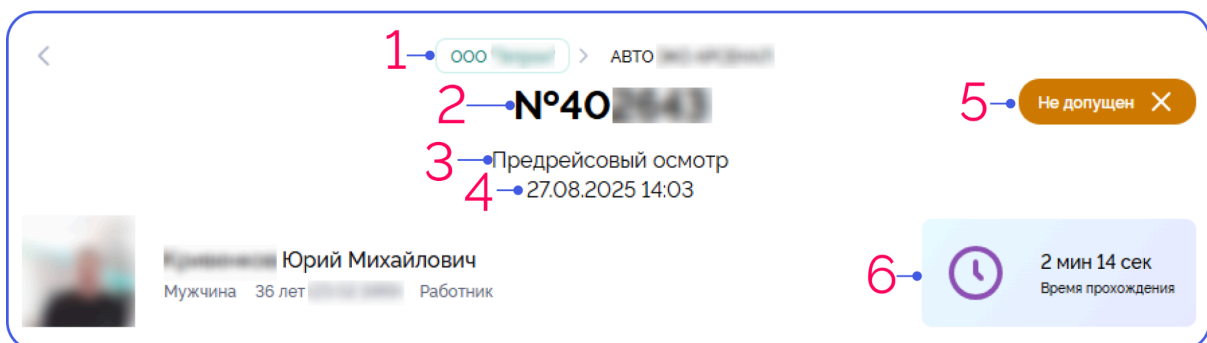 1 ООО > АВТО
2 №40
5 Не допущен
3 Предрейсовый осмотр
4 27.08.2025 14:03
Юрий Михайлович
Мужчина 36 лет Работник
6 2 мин 14 сек
Время прохождения